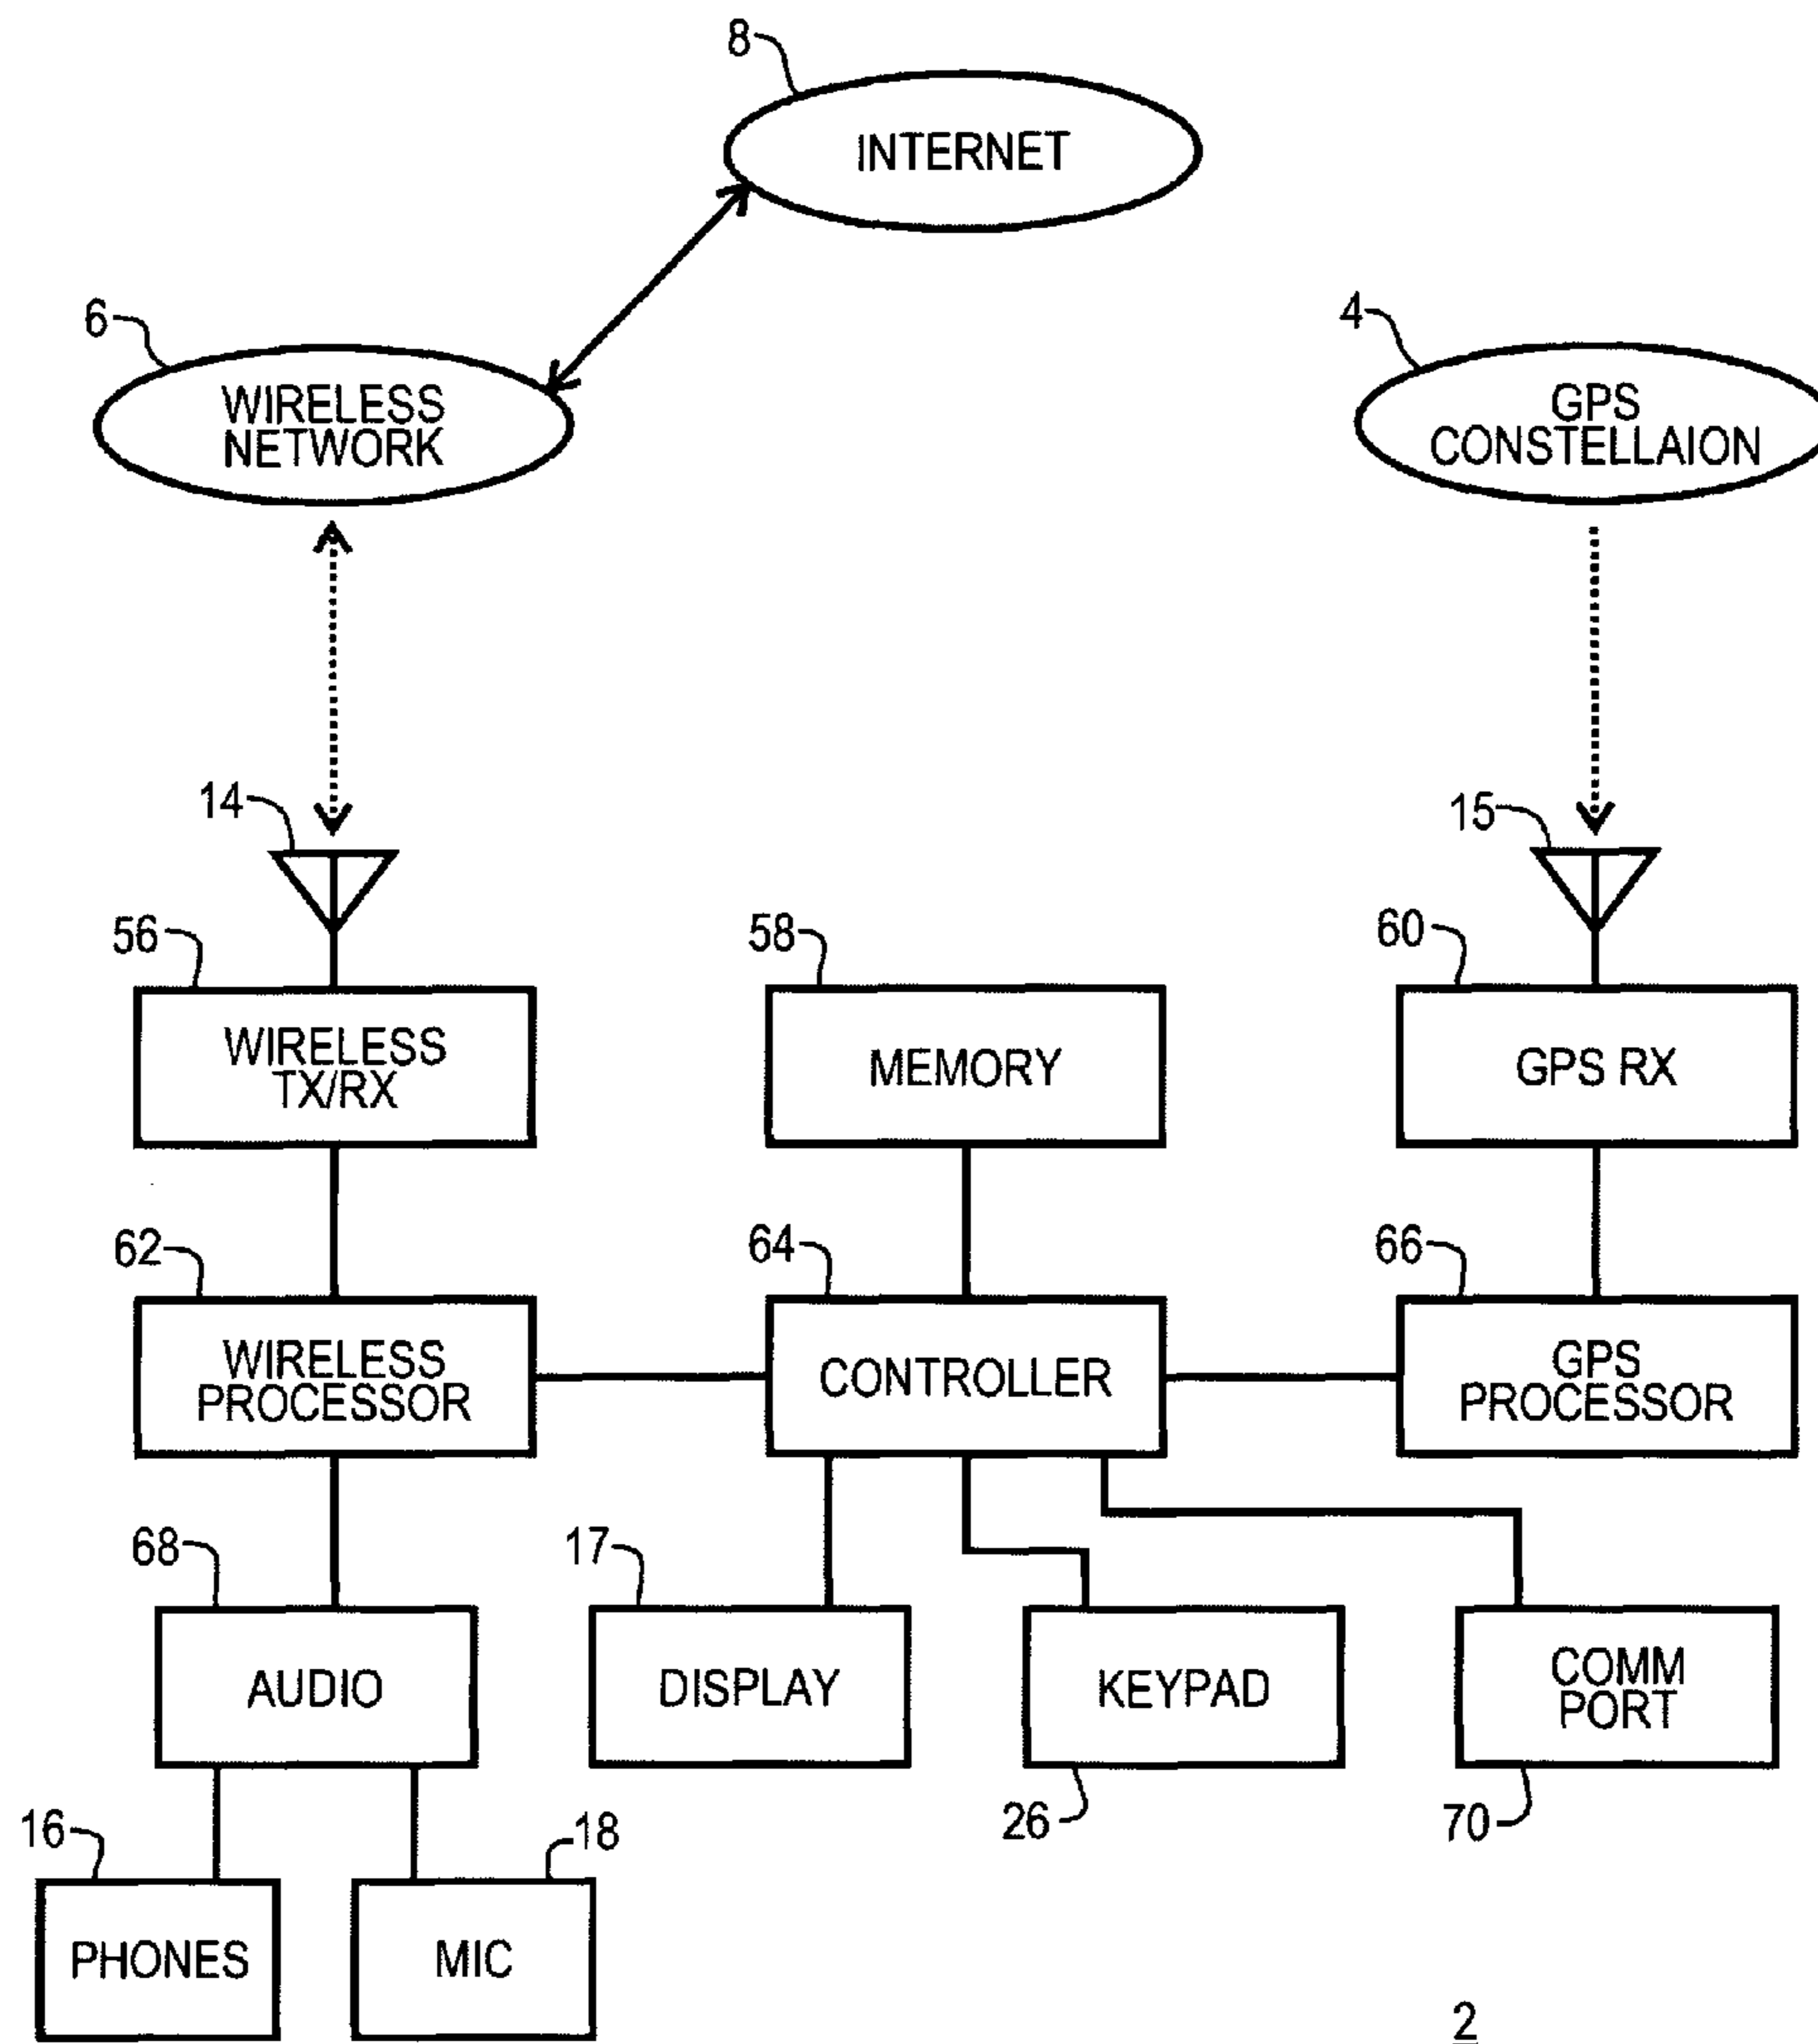 8
INTERNET
6
WIRELESS
NETWORK
4
GPS
CONSTELLAION
14
15
56
WIRELESS
TX/RX
58
MEMORY
60
GPS RX
62
WIRELESS
PROCESSOR
64
CONTROLLER
66
GPS
PROCESSOR
68
AUDIO
17
DISPLAY
KEYPAD
26
COMM
PORT
70
16
PHONES
18
MIC
2